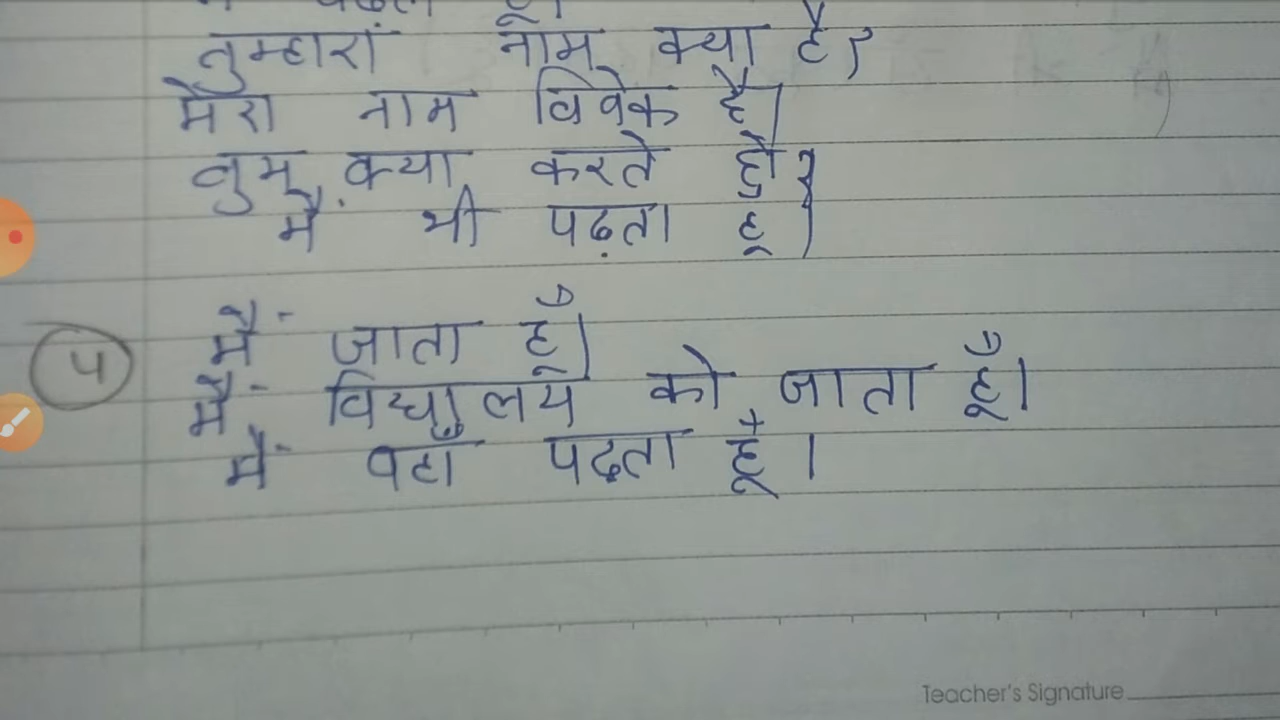 तुम्हारा नाम क्या है?
मेरा नाम विवेक है।
तुम क्या करते हो?
मैं भी पढ़ता हू।
4 मैं जाता हूँ।
मैं विद्यालय को जाता हूँ।
मैं वहाँ पढ़ता हूँ।
Teacher's Signature